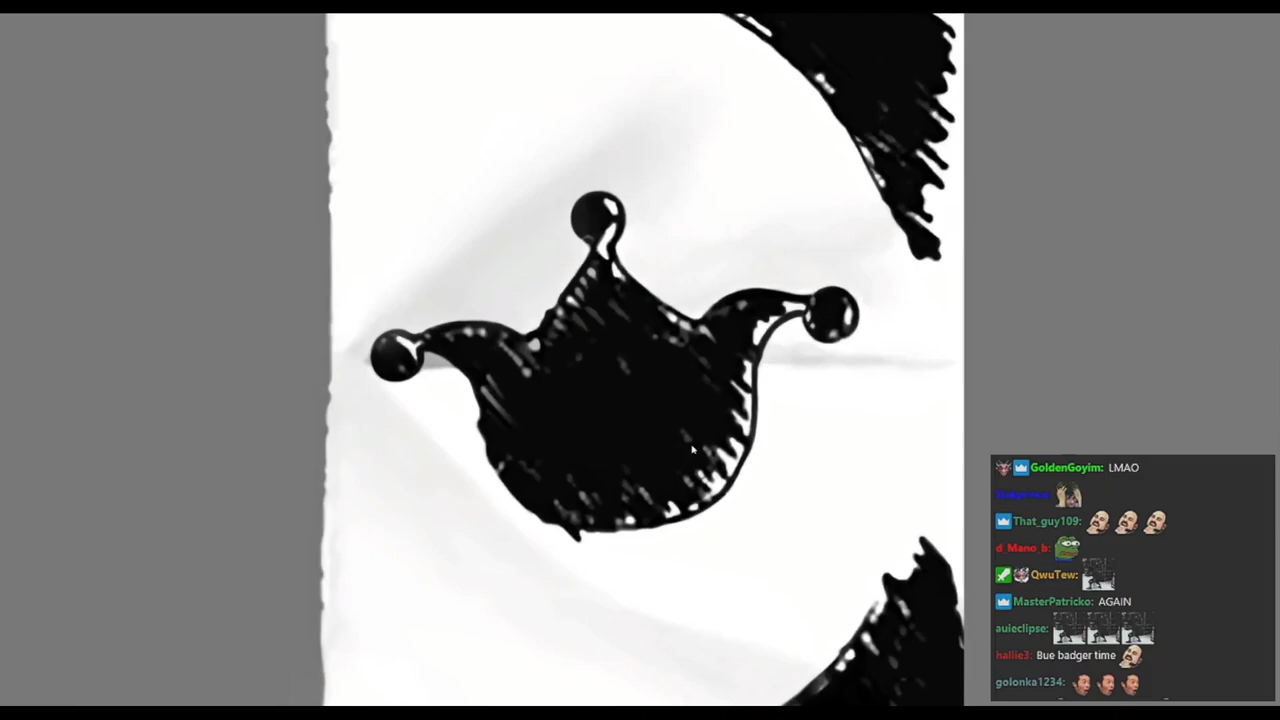 GoldenGoyim: LMAO
That_guy109:
d_Mano_b:
QwuTew:
MasterPatricko: AGAIN
auieclipse:
hallie3: Bue badger time
golonka1234: